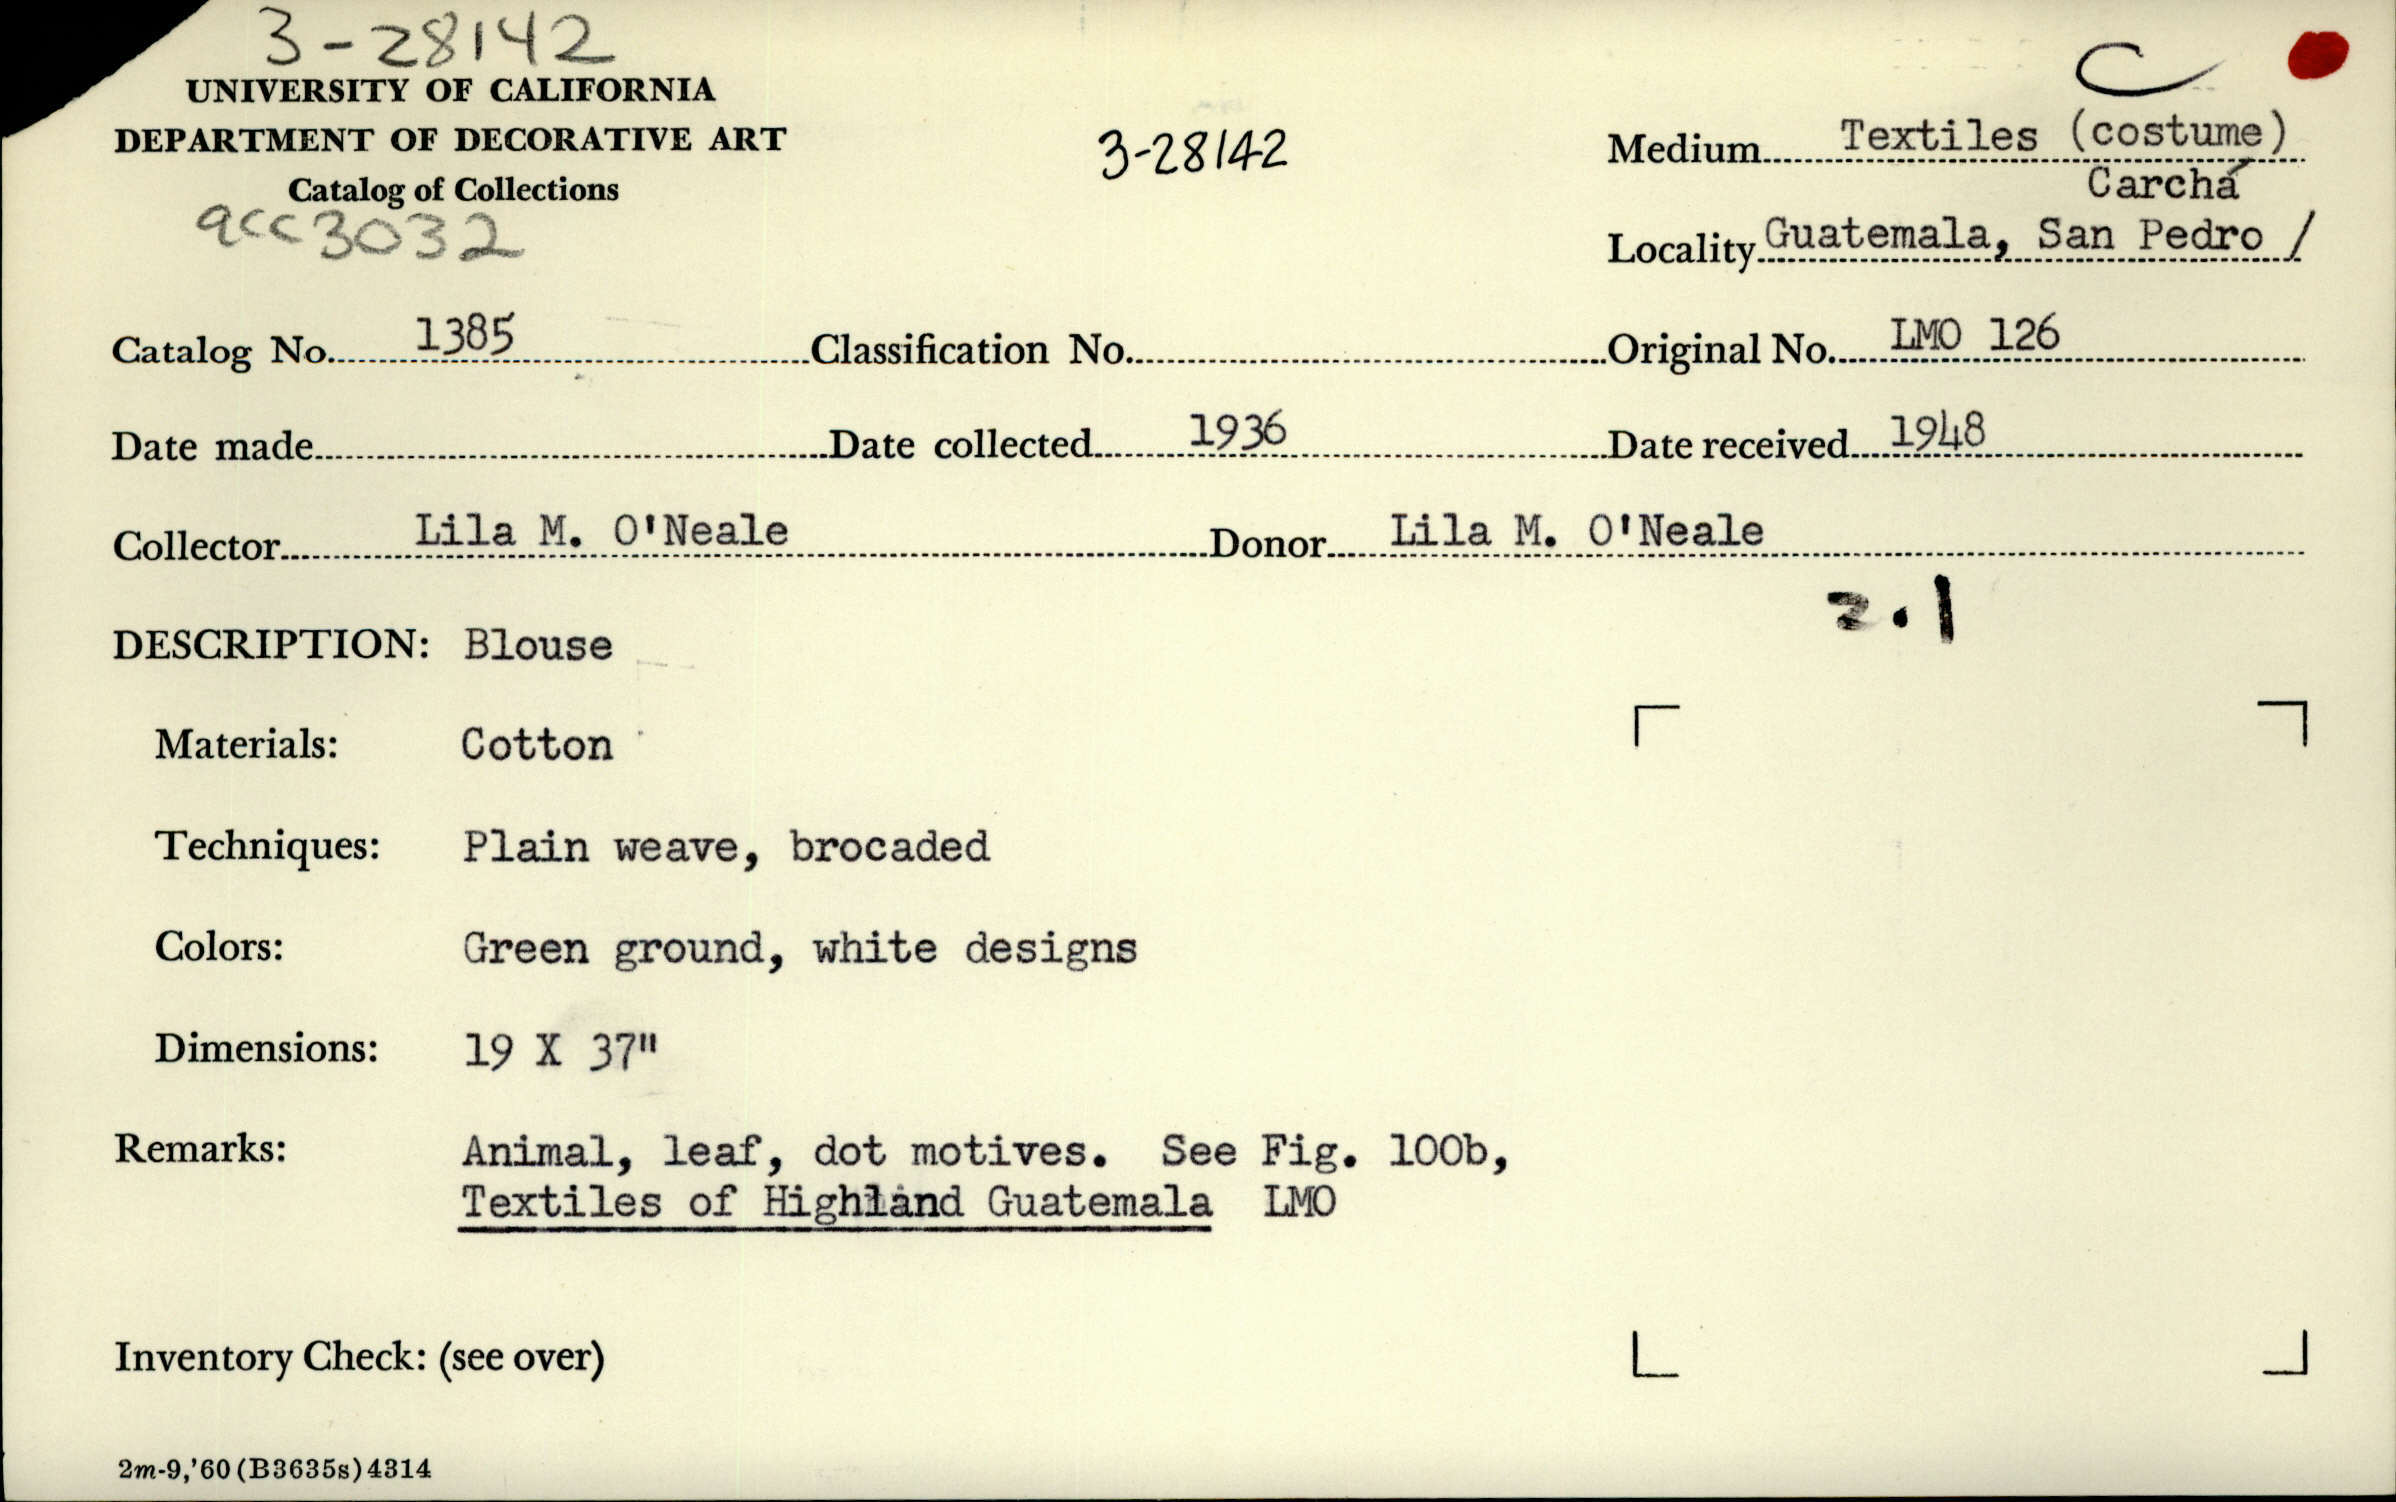 3-28142
UNIVERSITY OF CALIFORNIA
DEPARTMENT OF DECORATIVE ART
Catalog of Collections
acc 3032
3-28142
C
Medium Textiles (costume)
Carchá
Locality Guatemala, San Pedro /
Catalog No. 1385 Classification No. Original No. LMO 126
Date made Date collected 1936 Date received 1948
Collector Lila M. O'Neale Donor Lila M. O'Neale
2.1
DESCRIPTION: Blouse
Materials: Cotton
Techniques: Plain weave, brocaded
Colors: Green ground, white designs
Dimensions: 19 X 37"
Remarks: Animal, leaf, dot motives. See Fig. 100b,
Textiles of Highland Guatemala LMO
Inventory Check: (see over)
2m-9,'60(B3635s)4314